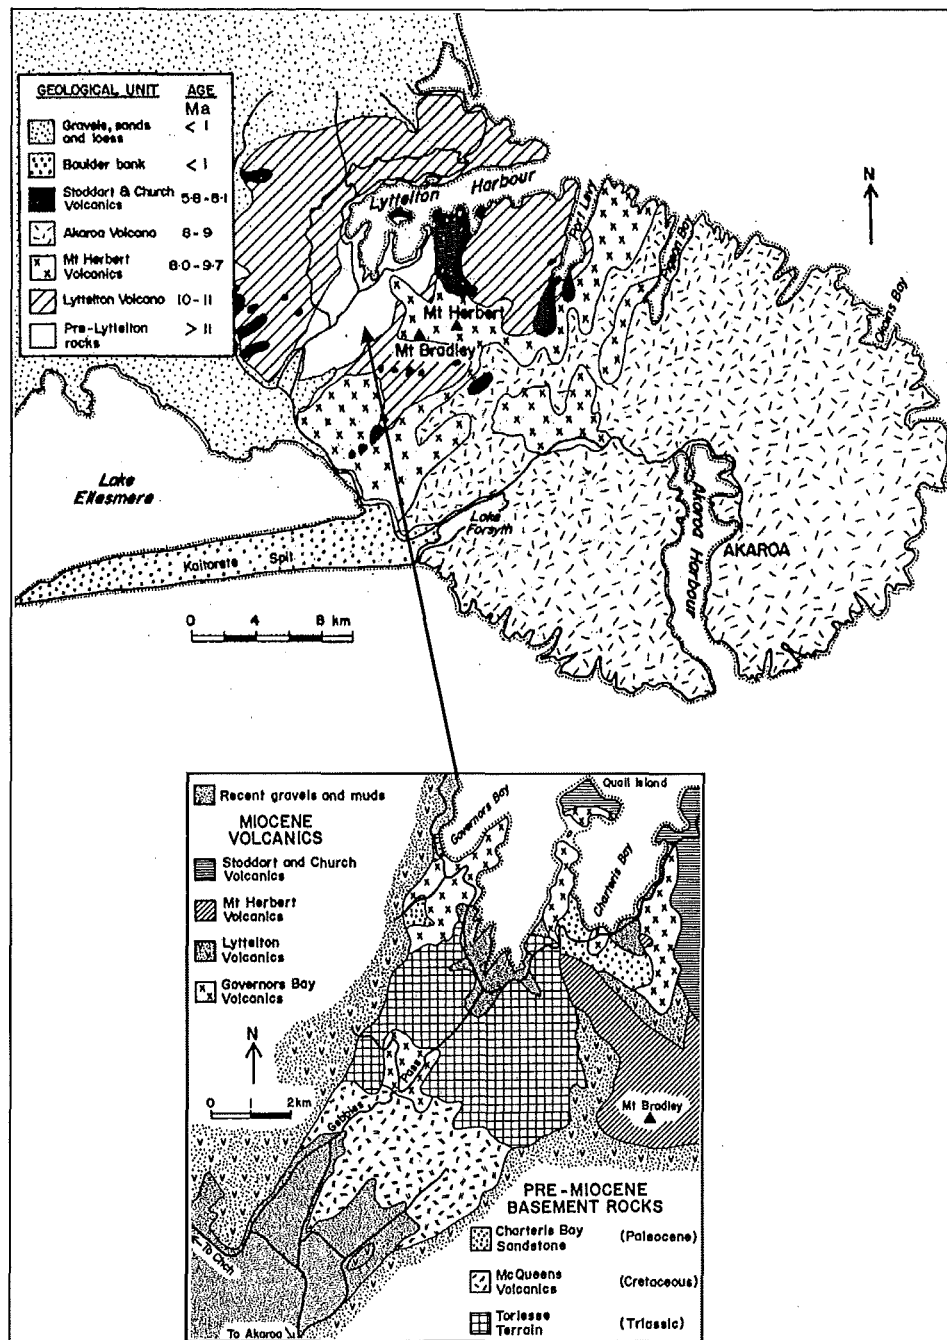 GEOLOGICAL UNIT AGE
Ma
Gravels, sands
and loess < 1
Boulder bank < 1
Stoddart & Church
Volcanics 5·8-8·1
Akaroa Volcano 8-9
Mt Herbert
Volcanics 8·0-9·7
Lyttelton Volcano 10-11
Pre-Lyttelton
rocks > 11
Lyttelton Harbour
Port Levy
Pigeon Bay
Okains Bay
N
Mt Herbert
Mt Bradley
Lake
Ellesmere
Kaitorete Spit
Lake
Forsyth
Akaroa Harbour
AKAROA
0 4 8 km
Recent gravels and muds
MIOCENE
VOLCANICS
Stoddart and Church
Volcanics
Mt Herbert
Volcanics
Lyttelton
Volcanics
Governors Bay
Volcanics
N
0 2km
Governors Bay
Quail Island
Charteris Bay
Gebbies Pass
Mt Bradley
To Chch
To Akaroa
PRE-MIOCENE
BASEMENT ROCKS
Charteris Bay
Sandstone (Paleocene)
McQueens
Volcanics (Cretaceous)
Torlesse
Terrain (Triassic)